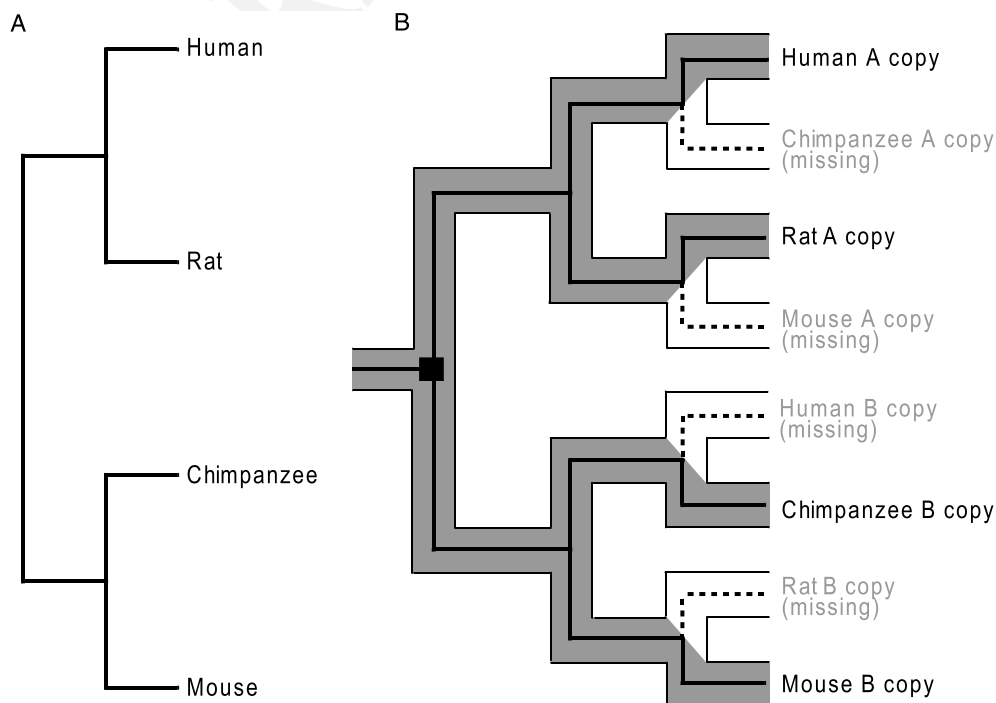 A
Human
Rat
Chimpanzee
Mouse
B
Human A copy
Chimpanzee A copy
(missing)
Rat A copy
Mouse A copy
(missing)
Human B copy
(missing)
Chimpanzee B copy
Rat B copy
(missing)
Mouse B copy